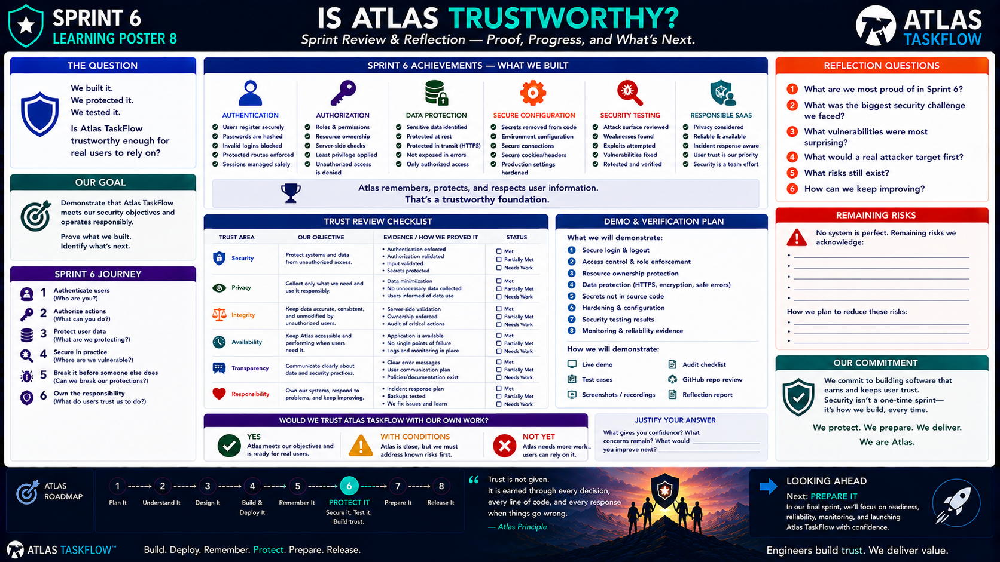 SPRINT 6
LEARNING POSTER 8
IS ATLAS TRUSTWORTHY?
Sprint Review & Reflection — Proof, Progress, and What's Next.
ATLAS
TASKFLOW
THE QUESTION
We built it.
We protected it.
We tested it.
Is Atlas TaskFlow
trustworthy enough for
real users to rely on?
OUR GOAL
Demonstrate that Atlas TaskFlow
meets our security objectives and
operates responsibly.
Prove what we built.
Identify what's next.
SPRINT 6 JOURNEY
1 Authenticate users
(Who are you?)
2 Authorize actions
(What can you do?)
3 Protect user data
(What are we protecting?)
4 Secure in practice
(Where are we vulnerable?)
5 Break it before someone else does
(Can we break our protections?)
6 Own the responsibility
(What do users trust us to do?)
SPRINT 6 ACHIEVEMENTS — WHAT WE BUILT
AUTHENTICATION
Users register securely
Passwords are hashed
Invalid logins blocked
Protected routes enforced
Sessions managed safely
AUTHORIZATION
Roles & permissions
Resource ownership
Server-side checks
Least privilege applied
Unauthorized access
is denied
DATA PROTECTION
Sensitive data identified
Protected at rest
Protected in transit (HTTPS)
Not exposed in errors
Only authorized access
SECURE CONFIGURATION
Secrets removed from code
Environment configuration
Secure connections
Secure cookies/headers
Production settings
hardened
SECURITY TESTING
Attack surface reviewed
Weaknesses found
Exploits attempted
Vulnerabilities fixed
Retested and verified
RESPONSIBLE SAAS
Privacy considered
Reliable & available
Incident response aware
User trust is our priority
Security is a team effort
Atlas remembers, protects, and respects user information.
That's a trustworthy foundation.
TRUST REVIEW CHECKLIST
TRUST AREA OUR OBJECTIVE EVIDENCE / HOW WE PROVED IT STATUS
Security
Protect systems and data
from unauthorized access.
• Authentication enforced
• Authorization validated
• Input validated
• Secrets protected
Met
Partially Met
Needs Work
Privacy
Collect only what we need and
use it responsibly.
• Data minimization
• No unnecessary data collected
• Users informed of data use
Met
Partially Met
Needs Work
Integrity
Keep data accurate, consistent,
and unmodified by
unauthorized users.
• Server-side validation
• Ownership enforced
• Audit of critical actions
Met
Partially Met
Needs Work
Availability
Keep Atlas accessible and
performing when users
need it.
• Application is available
• No single points of failure
• Logs and monitoring in place
Met
Partially Met
Needs Work
Transparency
Communicate clearly about
data and security practices.
• Clear error messages
• User communication plan
• Policies/documentation exist
Met
Partially Met
Needs Work
Responsibility
Own our systems, respond to
problems, and keep improving.
• Incident response plan
• Backups tested
• We fix issues and learn
Met
Partially Met
Needs Work
DEMO & VERIFICATION PLAN
What we will demonstrate:
1 Secure login & logout
2 Access control & role enforcement
3 Resource ownership protection
4 Data protection (HTTPS, encryption, safe errors)
5 Secrets not in source code
6 Hardening & configuration
7 Security testing results
8 Monitoring & reliability evidence
How we will demonstrate:
Live demo
Audit checklist
Test cases
GitHub repo review
Screenshots / recordings
Reflection report
WOULD WE TRUST ATLAS TASKFLOW WITH OUR OWN WORK?
YES
Atlas meets our objectives and
is ready for real users.
WITH CONDITIONS
Atlas is close, but we must
address known risks first.
NOT YET
Atlas needs more work
users can rely on it.
JUSTIFY YOUR ANSWER
What gives you confidence? What
concerns remain? What would
you improve next?
REFLECTION QUESTIONS
1 What are we most proud of in Sprint 6?
2 What was the biggest security challenge
we faced?
3 What vulnerabilities were most
surprising?
4 What would a real attacker target first?
5 What risks still exist?
6 How can we keep improving?
REMAINING RISKS
No system is perfect. Remaining risks we
acknowledge:
How we plan to reduce these risks:
OUR COMMITMENT
We commit to building software that
earns and keeps user trust.
Security isn't a one-time sprint—
it's how we build, every time.
We protect. We prepare. We deliver.
We are Atlas.
ATLAS
ROADMAP
1 2 3 4 5 6 7 8
Plan It
Understand It
Design It
Build &
Deploy It
Remember It
PROTECT IT
Secure it. Test it.
Build trust.
Prepare It
Release It
“ Trust is not given.
It is earned through every decision,
every line of code, and every response
when things go wrong.
— Atlas Principle
LOOKING AHEAD
Next: PREPARE IT
In our final sprint, we'll focus on readiness,
reliability, monitoring, and launching
Atlas TaskFlow with confidence.
ATLAS TASKFLOW™
Build. Deploy. Remember. Protect. Prepare. Release.
Engineers build trust. We deliver value.